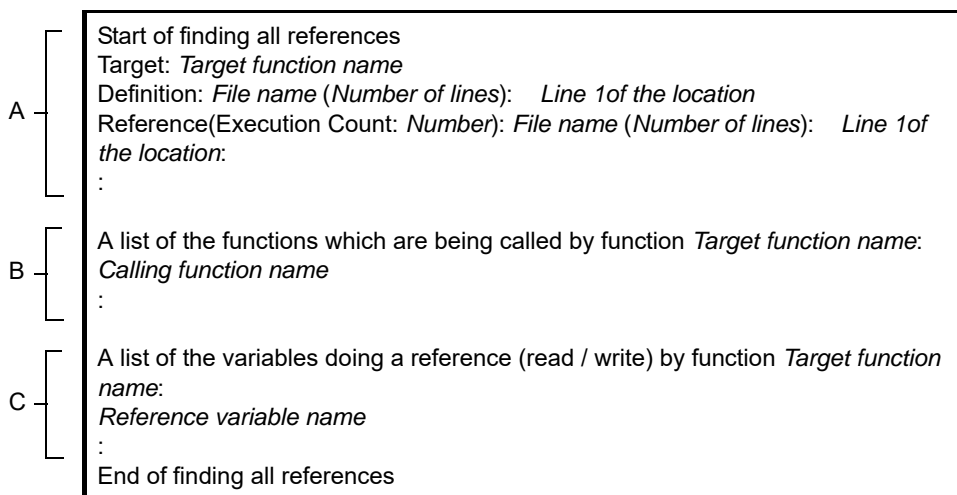 Start of finding all references
Target: Target function name
Definition: File name (Number of lines): Line 1of the location
A
Reference(Execution Count: Number): File name (Number of lines): Line 1of
the location:
:
A list of the functions which are being called by function Target function name:
B
Calling function name
:
A list of the variables doing a reference (read / write) by function Target function
name:
C
Reference variable name
:
End of finding all references